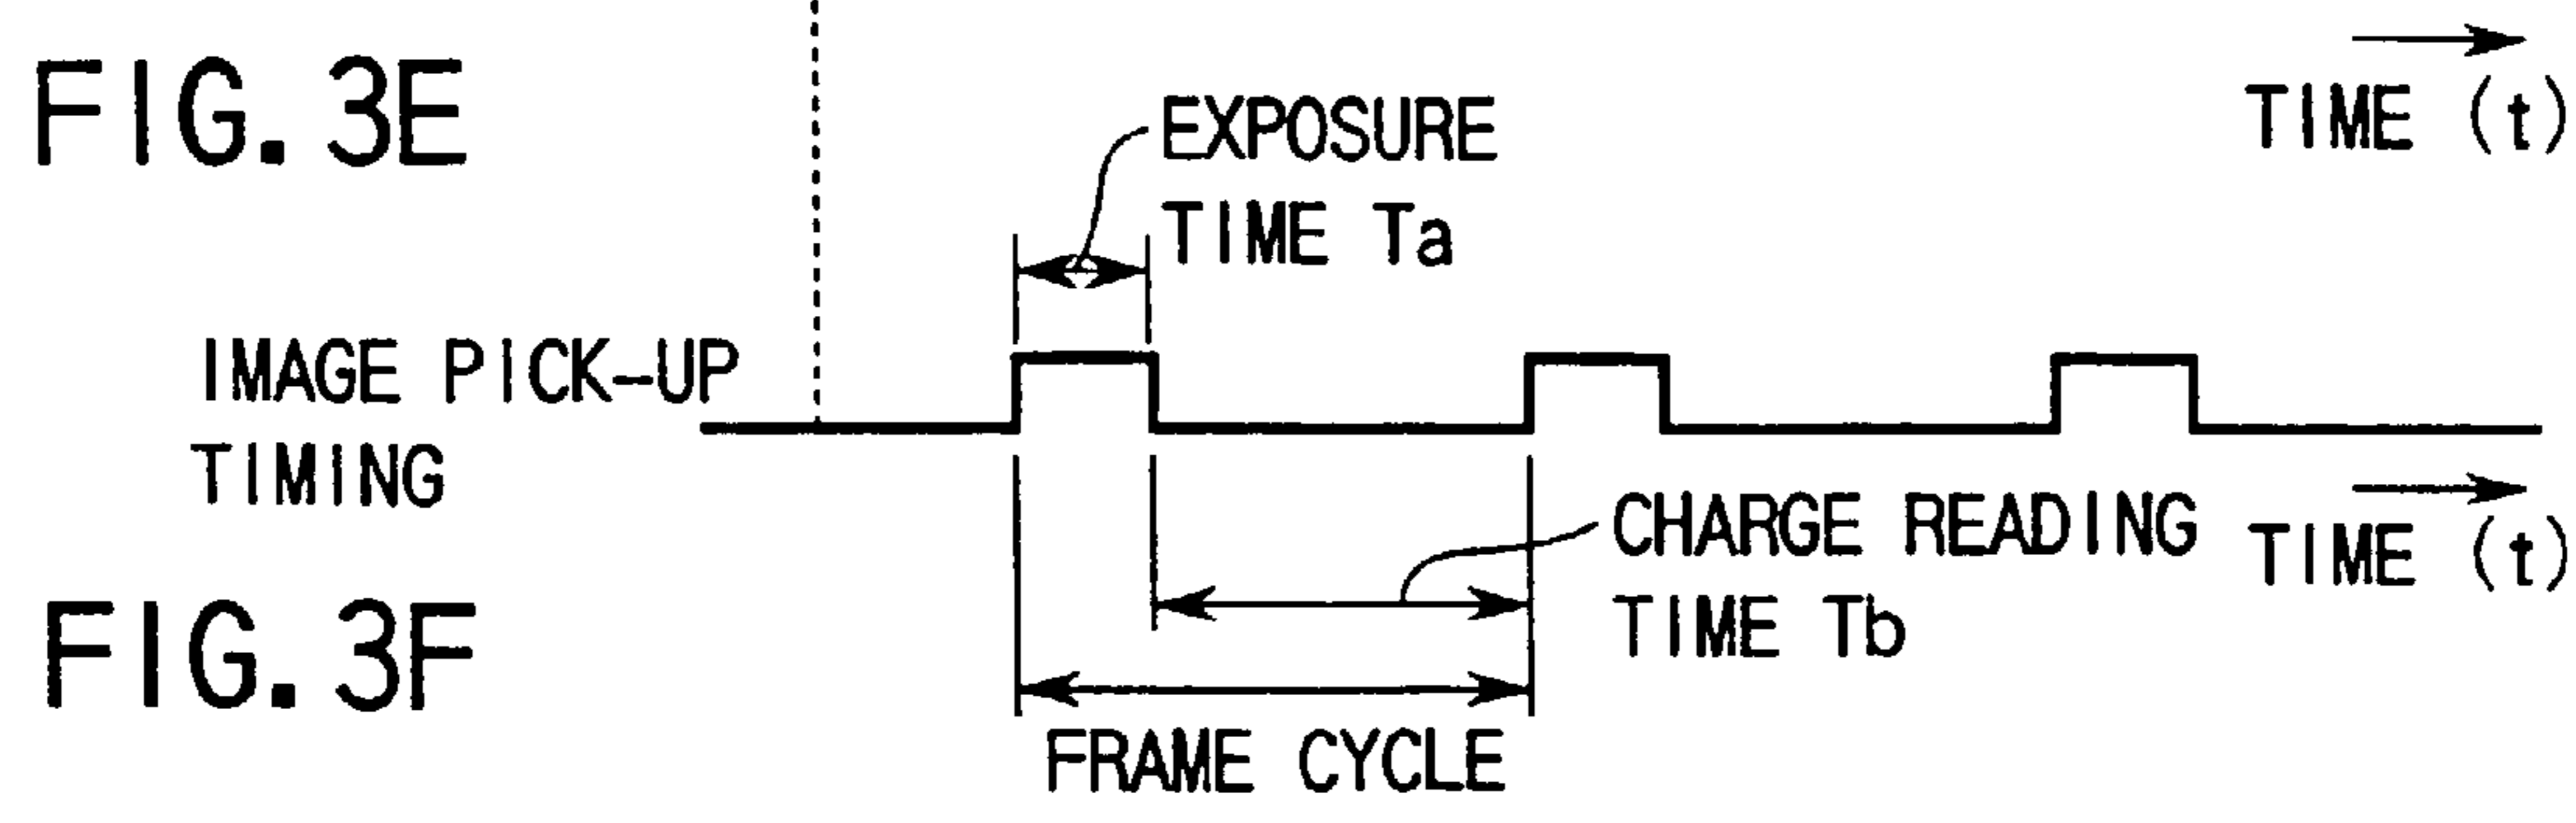 FIG. 3E
TIME (t)
EXPOSURE
TIME Ta
IMAGE PICK-UP
TIMING
CHARGE READING
TIME Tb
TIME (t)
FIG. 3F
FRAME CYCLE